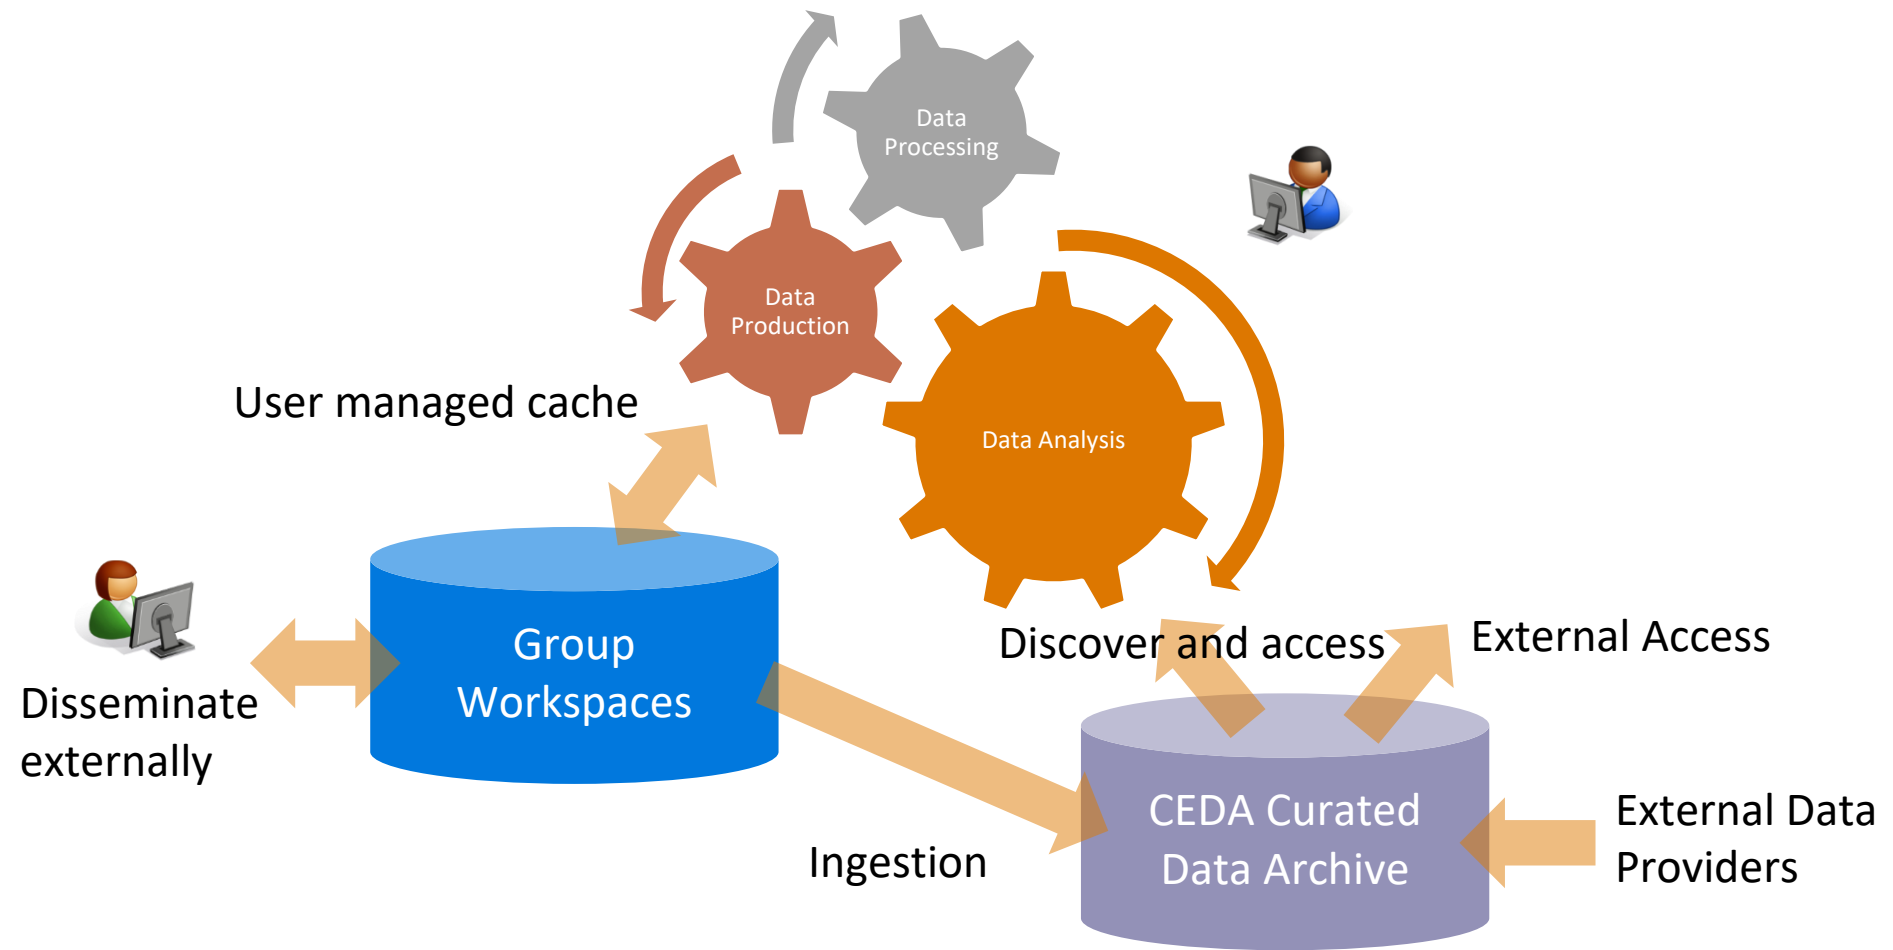 Data
Processing
Data
Production
User managed cache
Data Analysis
Group
Workspaces
Discover and access
External Access
Disseminate
externally
CEDA Curated
Data Archive
External Data
Providers
Ingestion